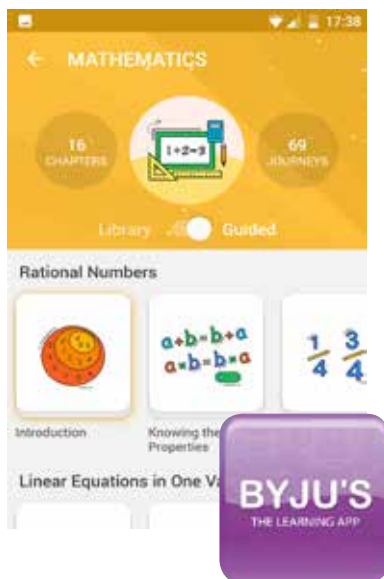 17:38
MATHEMATICS
16
CHAPTERS
1+2=3
69
JOURNEYS
Library
Guided
Rational Numbers
a+b=b+a
a×b=b×a
1/4 3/4
Introduction
Knowing the
Properties
Linear Equations in One Va
BYJU'S
THE LEARNING APP